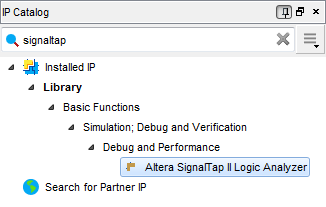 IP Catalog
signaltap
Installed IP
Library
Basic Functions
Simulation; Debug and Verification
Debug and Performance
Altera SignalTap II Logic Analyzer
Search for Partner IP